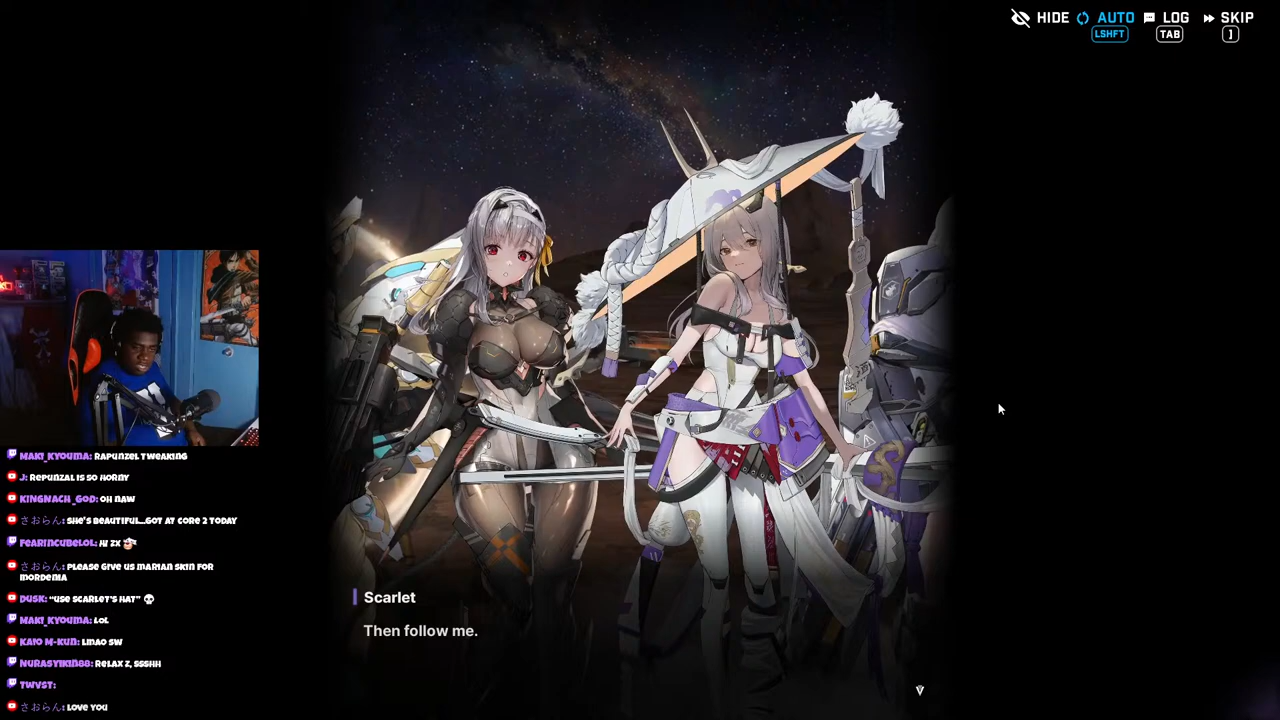 HIDE AUTO LOG SKIP
LSHFT TAB ]
MAKI_KYOUMA: RAPUNZEL TWEAKING
J: REPUNZAL IS SO HORNY
KINGNACH_GOD: OH NAW
さおらん: SHE'S BEAUTIFUL...GOT AT CORE 2 TODAY
FEARINCUBELOL: HI ZX
さおらん: PLEASE GIVE US MARIAN SKIN FOR
MORDENIA
DUSK: "USE SCARLET'S HAT"
MAKI_KYOUMA: LOL
KAIO M-KUN: LMAO SW
NURASYIKIN88: RELAX Z, SSSHH
TWVST:
さおらん: LOVE YOU
Scarlet
Then follow me.